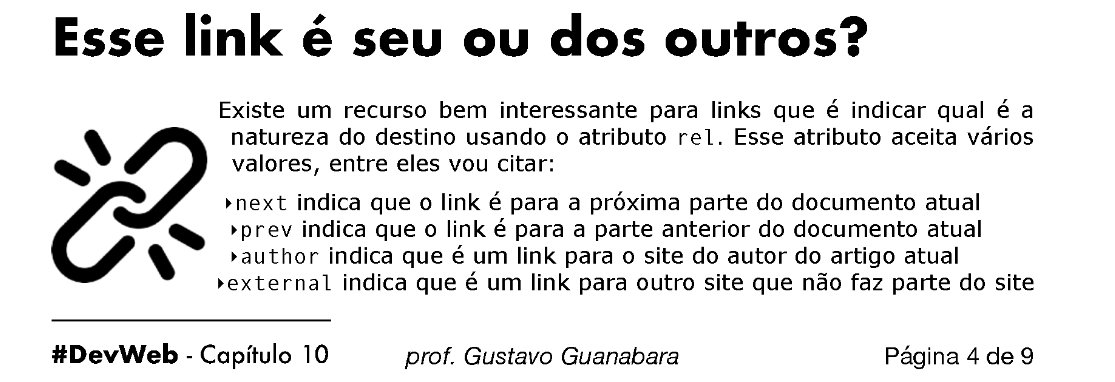 Esse link é seu ou dos outros?
Existe um recurso bem interessante para links que é indicar qual é a
natureza do destino usando o atributo rel. Esse atributo aceita vários
valores, entre eles vou citar:
‣next indica que o link é para a próxima parte do documento atual
‣prev indica que o link é para a parte anterior do documento atual
‣author indica que é um link para o site do autor do artigo atual
‣external indica que é um link para outro site que não faz parte do site
#DevWeb - Capítulo 10 prof. Gustavo Guanabara Página 4 de 9